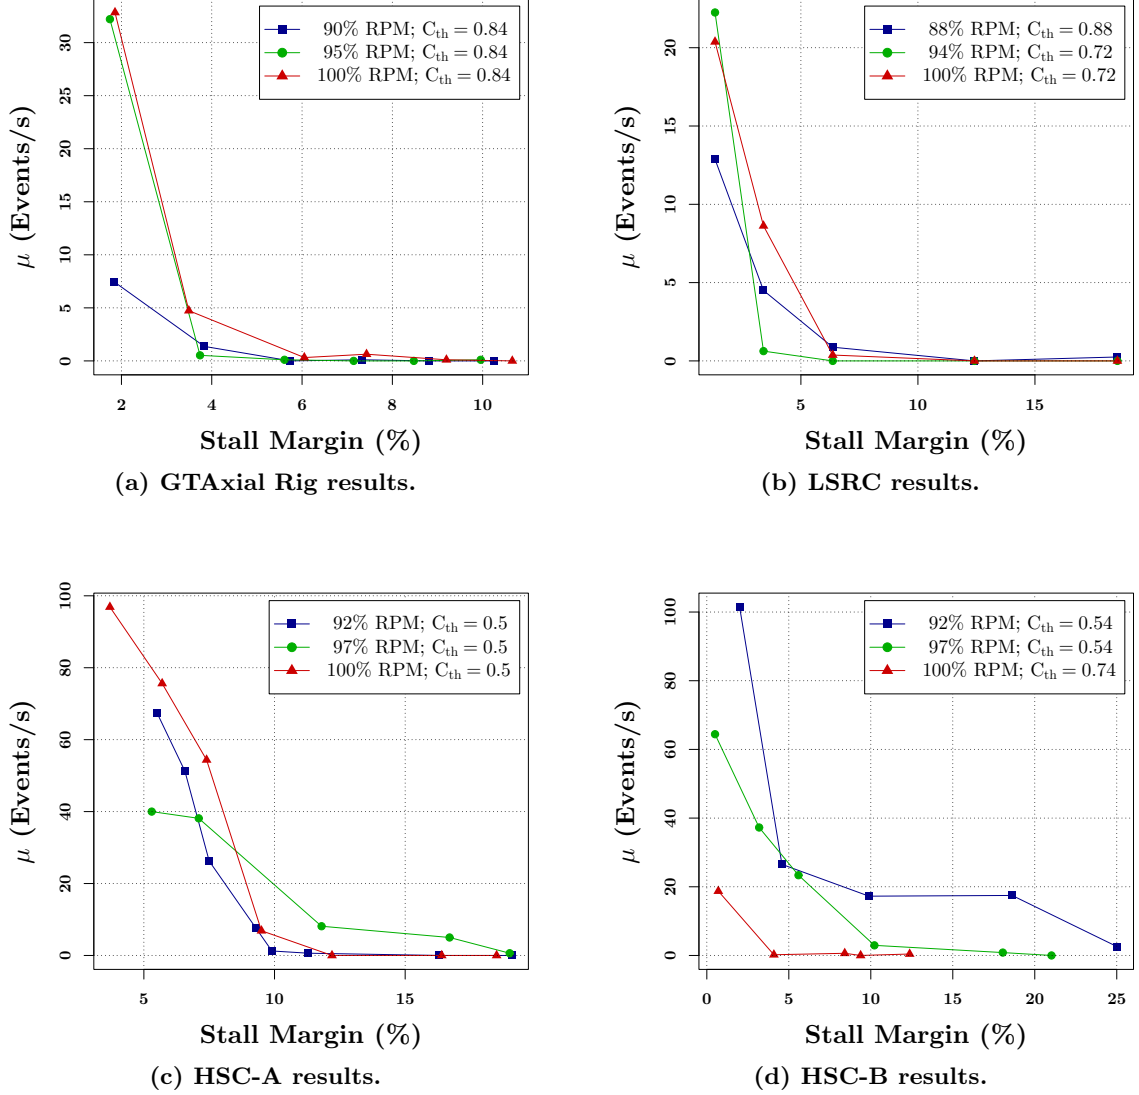 90% RPM; Cth = 0.84
95% RPM; Cth = 0.84
100% RPM; Cth = 0.84
μ (Events/s)
0 5 10 15 20 25 30
2 4 6 8 10
Stall Margin (%)
(a) GTAxial Rig results.
88% RPM; Cth = 0.88
94% RPM; Cth = 0.72
100% RPM; Cth = 0.72
μ (Events/s)
0 5 10 15 20
5 10 15
Stall Margin (%)
(b) LSRC results.
92% RPM; Cth = 0.5
97% RPM; Cth = 0.5
100% RPM; Cth = 0.5
μ (Events/s)
0 20 40 60 80 100
5 10 15
Stall Margin (%)
(c) HSC-A results.
92% RPM; Cth = 0.54
97% RPM; Cth = 0.54
100% RPM; Cth = 0.74
μ (Events/s)
0 20 40 60 80 100
0 5 10 15 20 25
Stall Margin (%)
(d) HSC-B results.